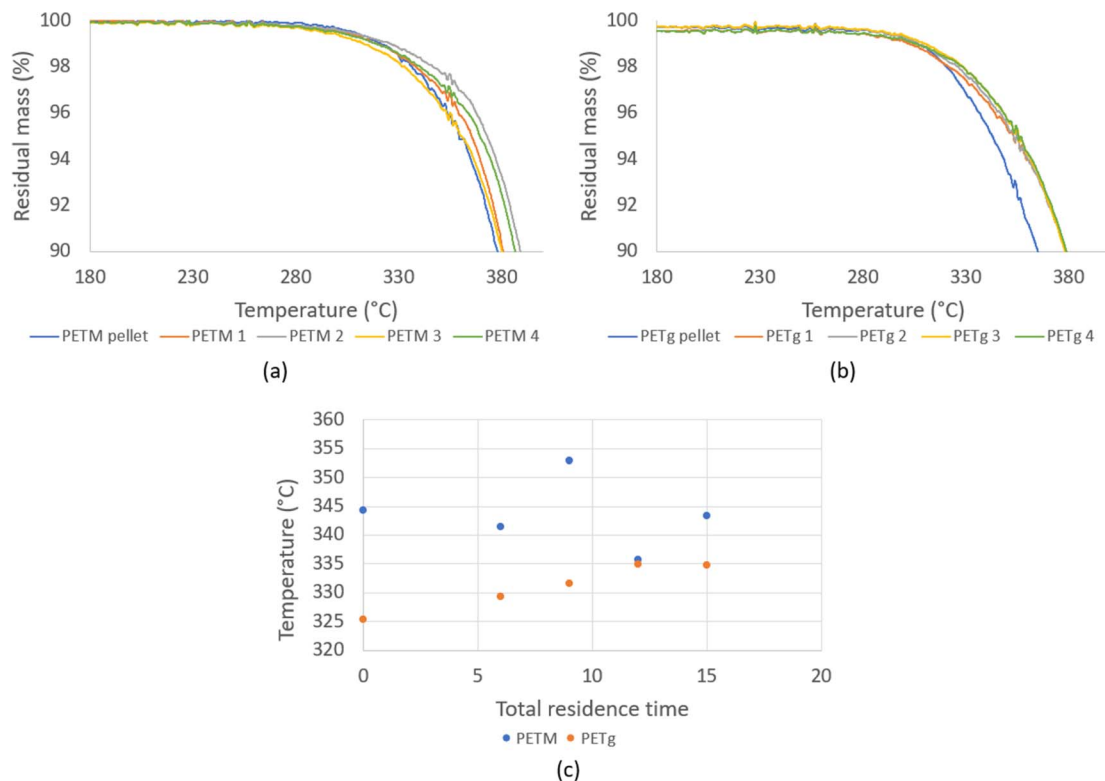 100
98
96
94
92
90
Residual mass (%)
180 230 280 330 380
Temperature (°C)
PETM pellet PETM 1 PETM 2 PETM 3 PETM 4
(a)
100
98
96
94
92
90
Residual mass (%)
180 230 280 330 380
Temperature (°C)
PETg pellet PETg 1 PETg 2 PETg 3 PETg 4
(b)
360
355
350
345
340
335
330
325
320
Temperature (°C)
0 5 10 15 20
Total residence time
PETM PETg
(c)